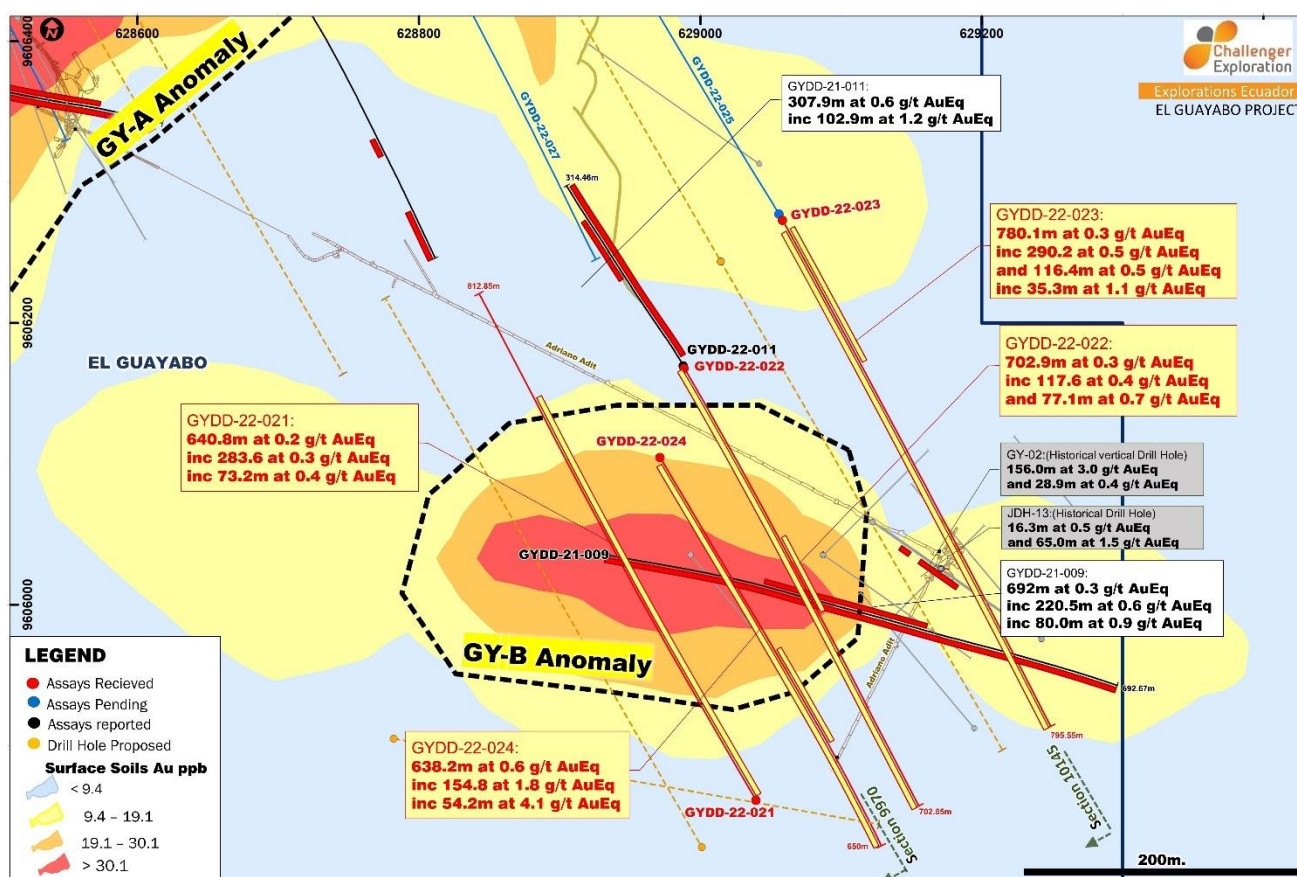 628600
628800
629000
629200
9606400
9606200
9606000
N
Challenger
Exploration
Explorations Ecuador
EL GUAYABO PROJECT
GY-A Anomaly
GYDD-22-027
GYDD-22-025
GYDD-21-011:
307.9m at 0.6 g/t AuEq
inc 102.9m at 1.2 g/t AuEq
314.46m
GYDD-22-023
GYDD-22-023:
780.1m at 0.3 g/t AuEq
inc 290.2 at 0.5 g/t AuEq
and 116.4m at 0.5 g/t AuEq
inc 35.3m at 1.1 g/t AuEq
812.85m
EL GUAYABO
Adriano Adit
GYDD-22-011
GYDD-22-022
GYDD-22-022:
702.9m at 0.3 g/t AuEq
inc 117.6 at 0.4 g/t AuEq
and 77.1m at 0.7 g/t AuEq
GYDD-22-021:
640.8m at 0.2 g/t AuEq
inc 283.6 at 0.3 g/t AuEq
inc 73.2m at 0.4 g/t AuEq
GYDD-22-024
GY-02:(Historical vertical Drill Hole)
156.0m at 3.0 g/t AuEq
and 28.9m at 0.4 g/t AuEq
JDH-13:(Historical Drill Hole)
16.3m at 0.5 g/t AuEq
and 65.0m at 1.5 g/t AuEq
GYDD-21-009
GYDD-21-009:
692m at 0.3 g/t AuEq
inc 220.5m at 0.6 g/t AuEq
inc 80.0m at 0.9 g/t AuEq
GY-B Anomaly
Adriano Adit
692.67m
795.55m
GYDD-22-024:
638.2m at 0.6 g/t AuEq
inc 154.8 at 1.8 g/t AuEq
inc 54.2m at 4.1 g/t AuEq
GYDD-22-021
702.85m
650m
Section 9970
Section 10145
200m.
LEGEND
Assays Recieved
Assays Pending
Assays reported
Drill Hole Proposed
Surface Soils Au ppb
< 9.4
9.4 – 19.1
19.1 – 30.1
> 30.1